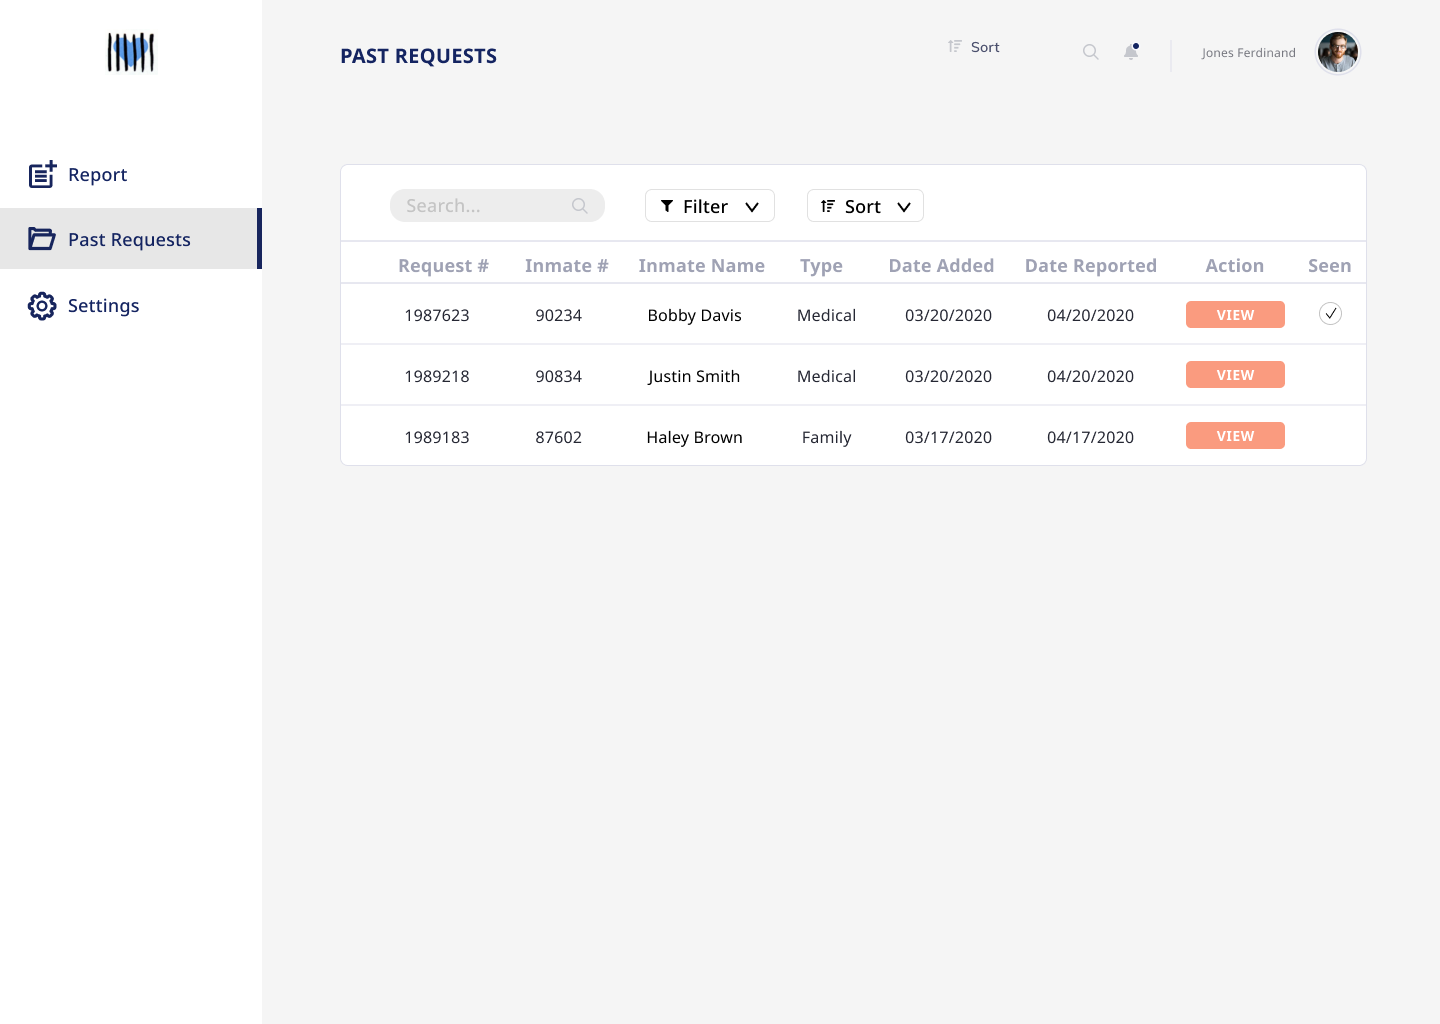 PAST REQUESTS
Sort
Jones Ferdinand
Report
Past Requests
Settings
Search...
Filter
Sort
Request # Inmate # Inmate Name Type Date Added Date Reported Action Seen
1987623 90234 Bobby Davis Medical 03/20/2020 04/20/2020 VIEW
1989218 90834 Justin Smith Medical 03/20/2020 04/20/2020 VIEW
1989183 87602 Haley Brown Family 03/17/2020 04/17/2020 VIEW